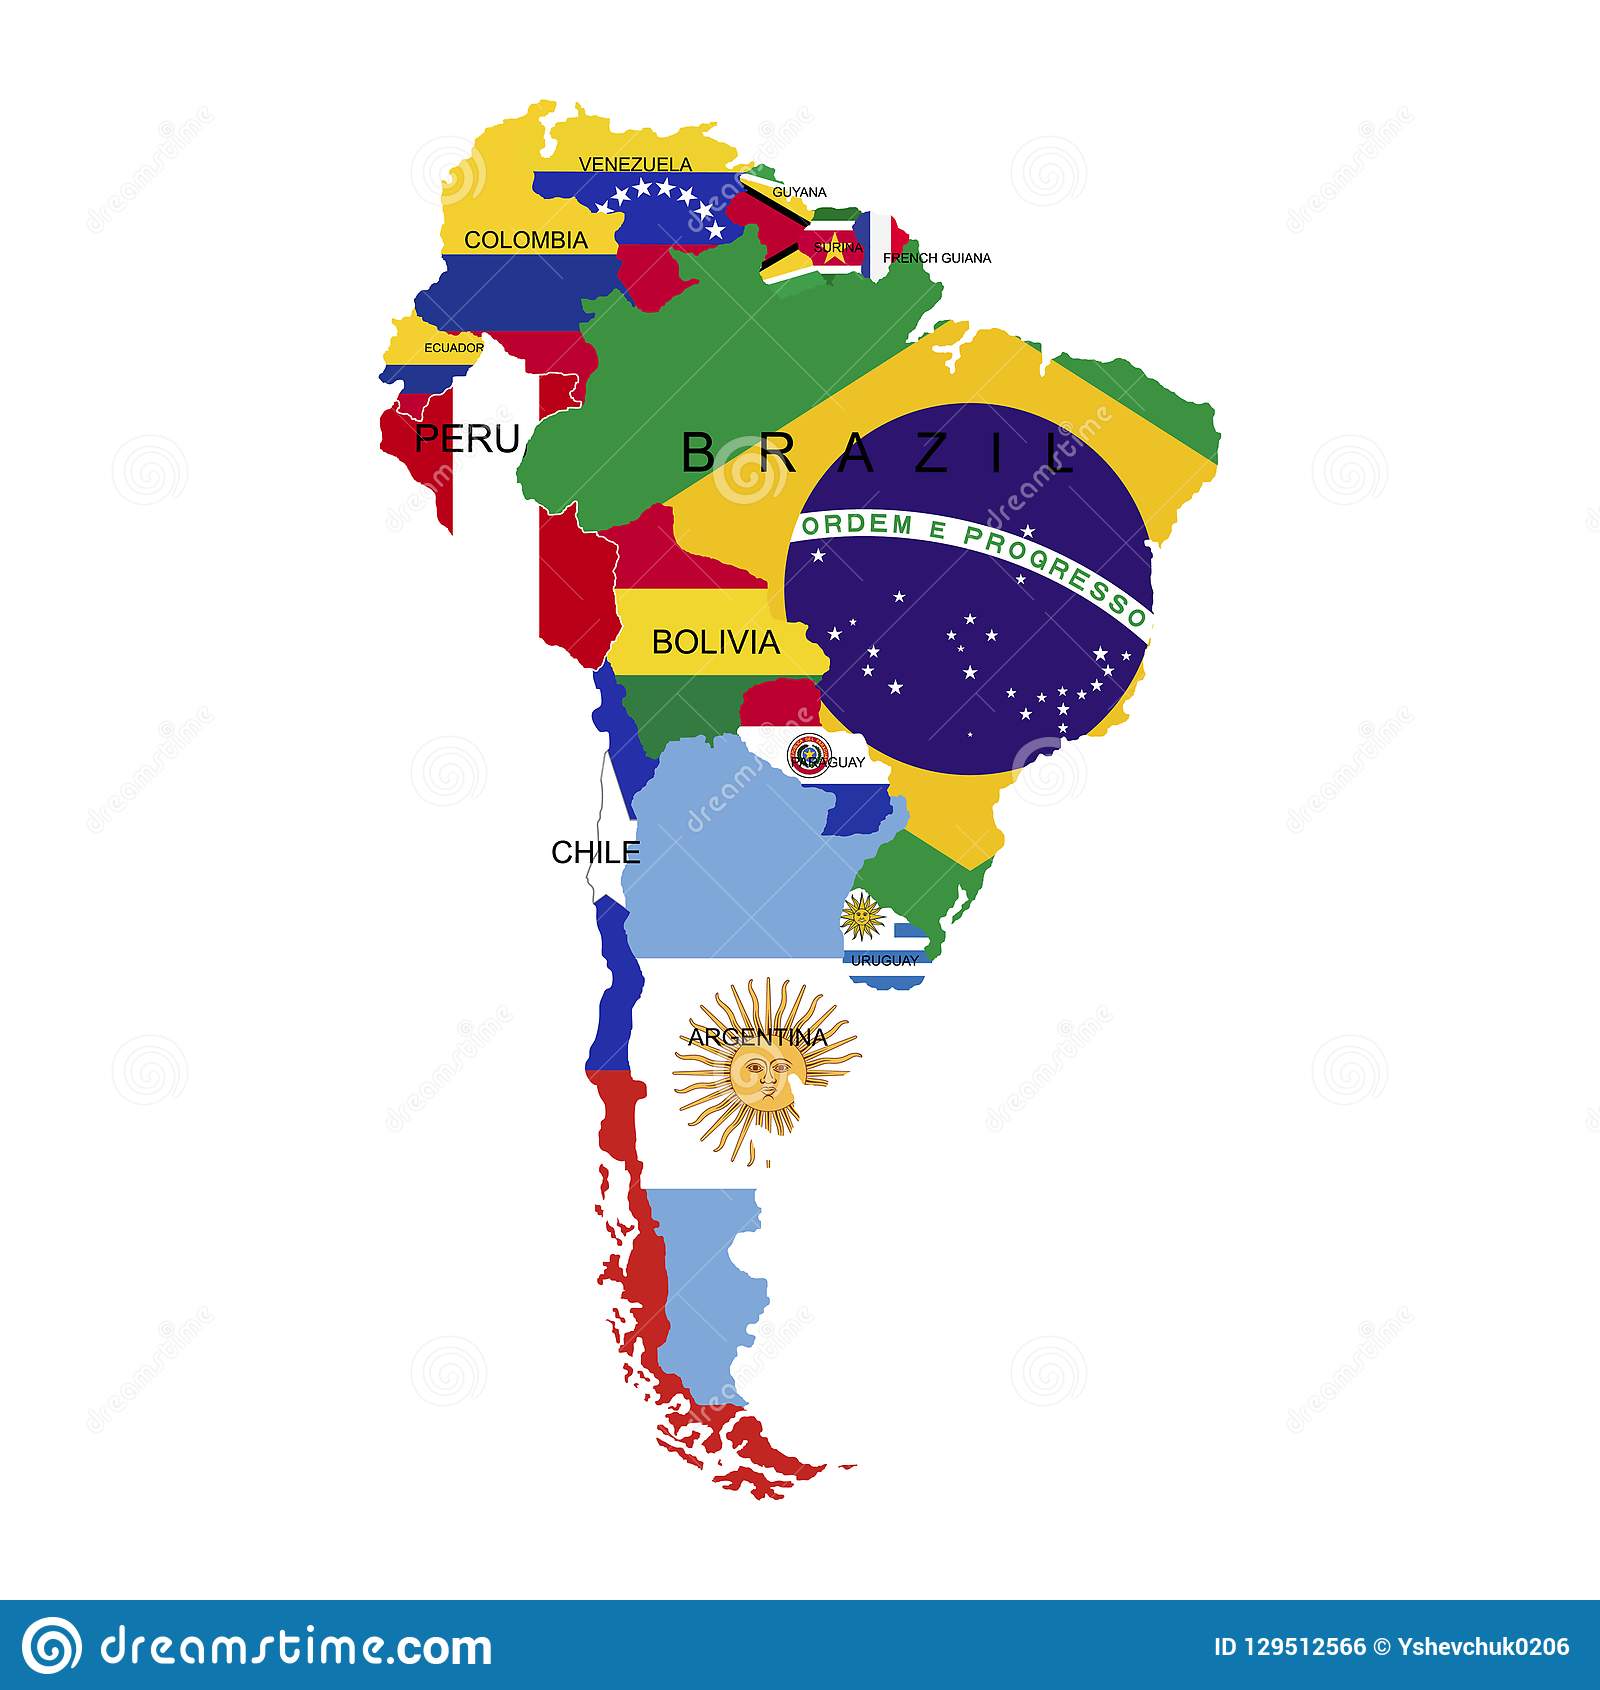 VENEZUELA
GUYANA
COLOMBIA
SURINA
FRENCH GUIANA
ECUADOR
PERU
BRAZIL
ORDEM E PROGRESSO
BOLIVIA
PARAGUAY
CHILE
URUGUAY
ARGENTINA
dreamstime.com
ID 129512566 © Yshevchuk0206